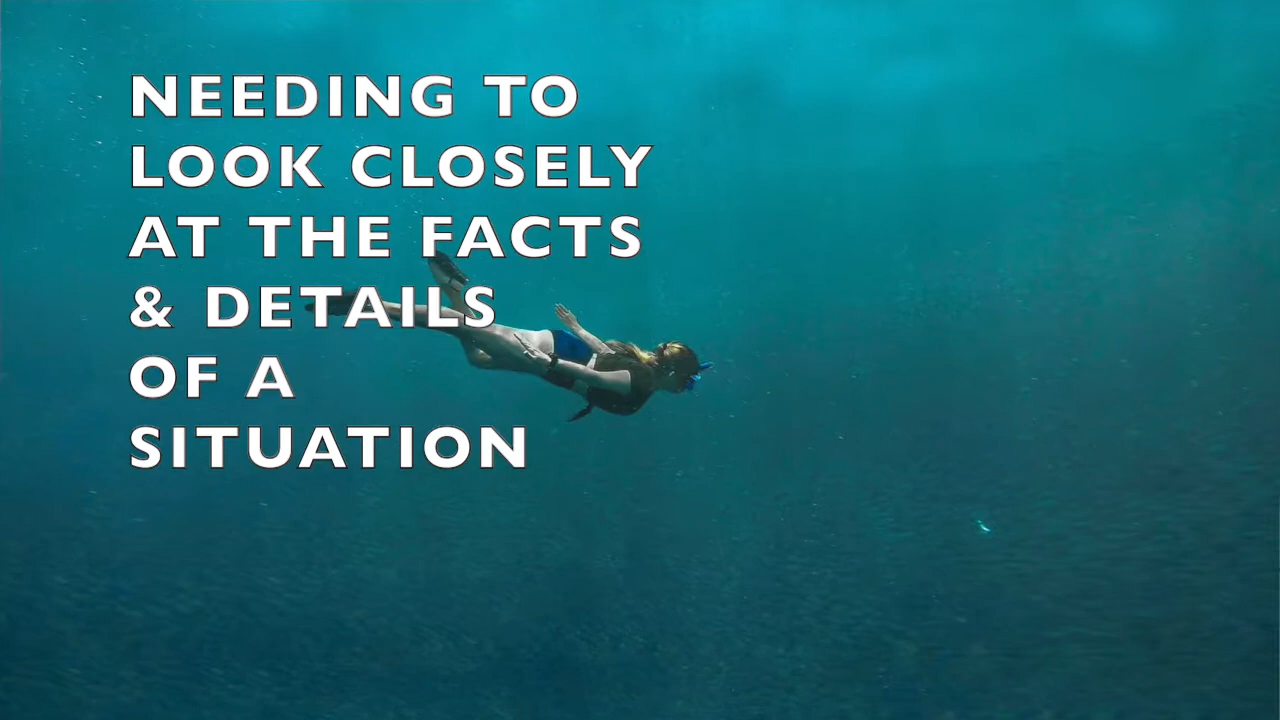 NEEDING TO
LOOK CLOSELY
AT THE FACTS
& DETAILS
OF A
SITUATION